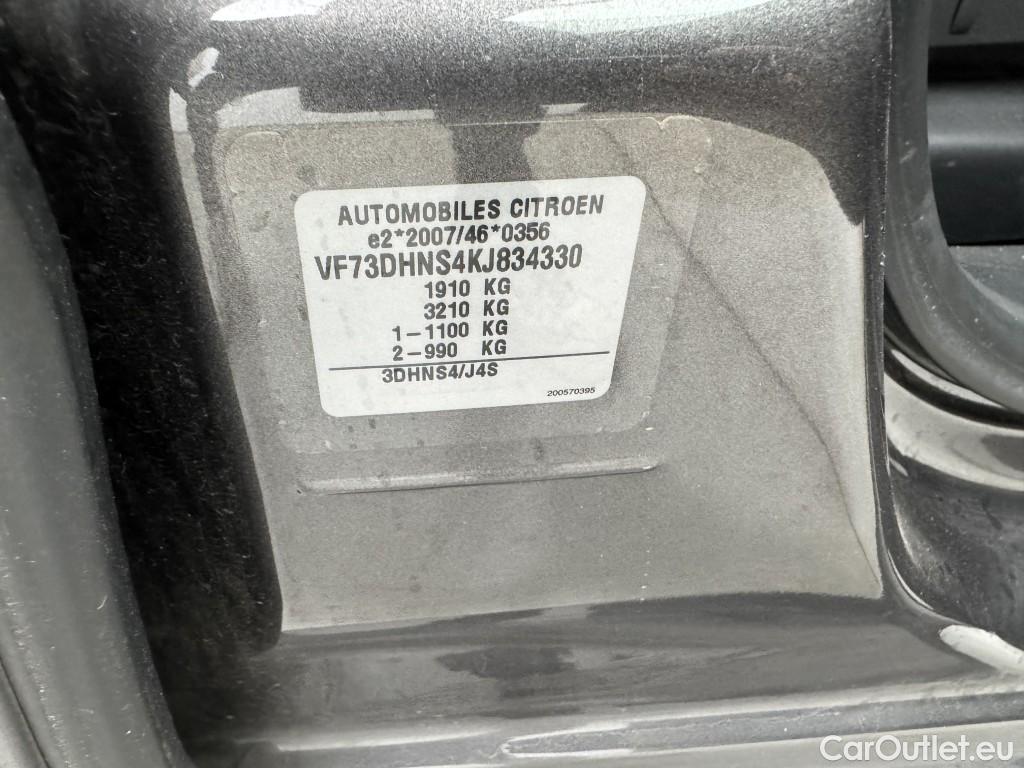 AUTOMOBILES CITROEN
e2*2007/46*0356
VF73DHNS4KJ834330
1910 KG
3210 KG
1-1100 KG
2-990 KG
3DHNS4/J4S
200570395
CarOutlet.eu